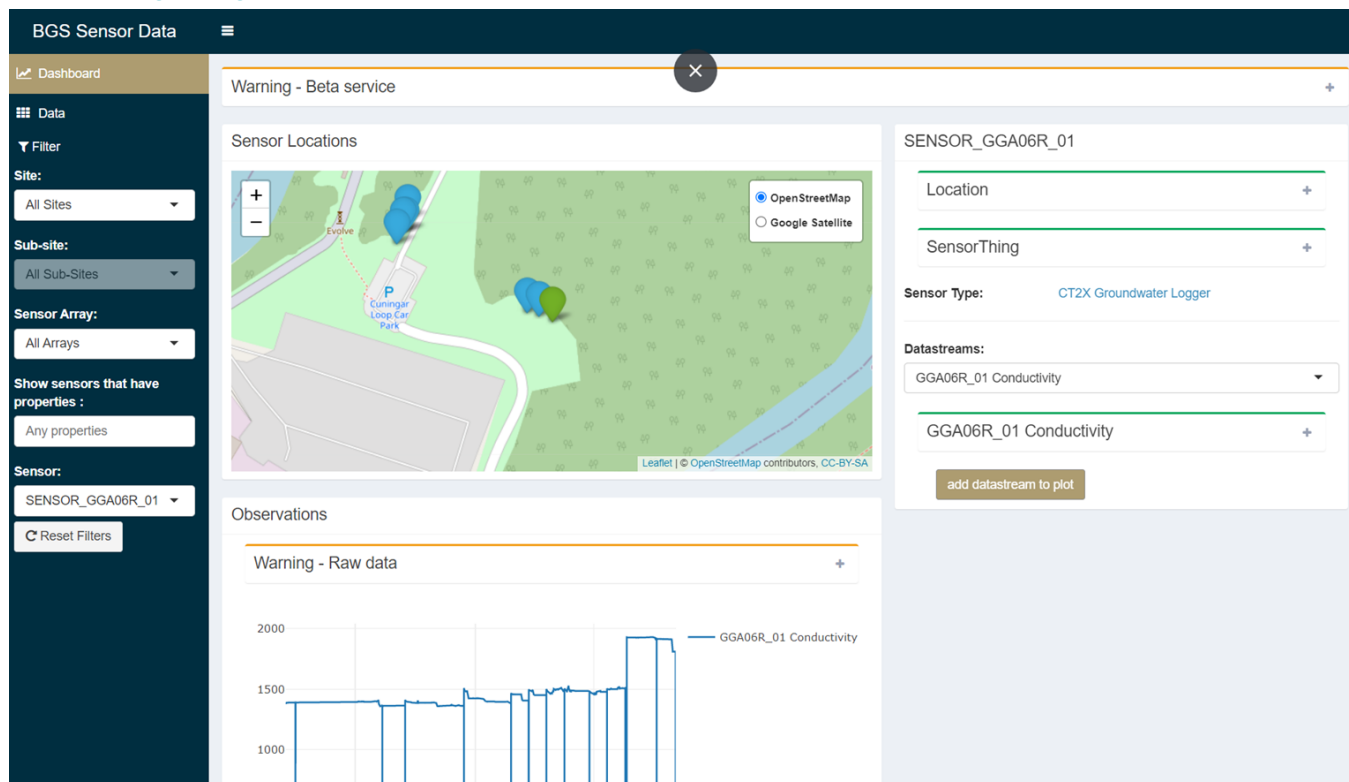 BGS Sensor Data
Dashboard
Data
Filter
Site:
All Sites
Sub-site:
All Sub-Sites
Sensor Array:
All Arrays
Show sensors that have
properties :
Any properties
Sensor:
SENSOR_GGA06R_01
Reset Filters
Warning - Beta service
+
Sensor Locations
+
−
OpenStreetMap
Google Satellite
Evolve
P
Cuningar
Loop Car
Park
Leaflet | © OpenStreetMap contributors, CC-BY-SA
Observations
Warning - Raw data
+
2000
1500
1000
GGA06R_01 Conductivity
SENSOR_GGA06R_01
Location
+
SensorThing
+
Sensor Type: CT2X Groundwater Logger
Datastreams:
GGA06R_01 Conductivity
GGA06R_01 Conductivity
+
add datastream to plot